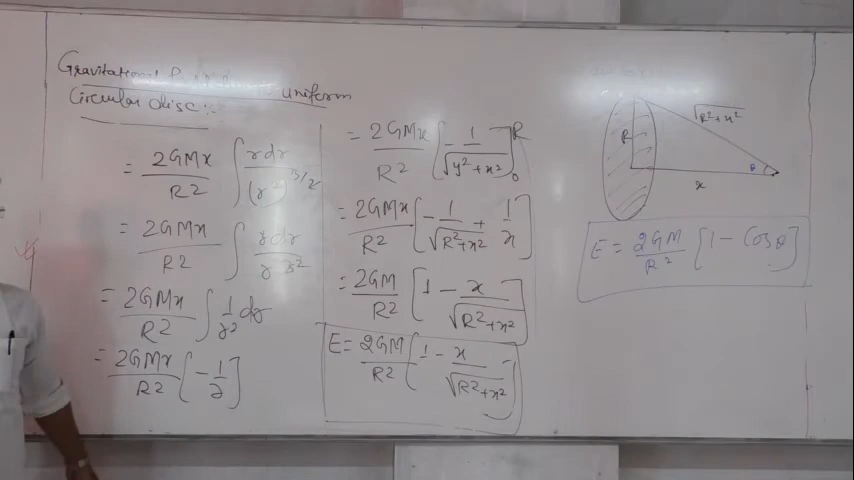 Gravitational uniform
Circular disc:-
= 2GMx/R² ∫ rdr/(r²)^3/2
= 2GMx/R² ∫ rdr/r^3
= 2GMx/R² ∫ 1/r² dr
= 2GMx/R² [-1/r]
= 2GMx/R² [-1/√(y²+x²)]₀^R
= 2GMx/R² [-1/√(R²+x²) + 1/x]
= 2GM/R² [1 - x/√(R²+x²)]
E = 2GM/R² [1 - x/√(R²+x²)]
√(R²+x²)
R
θ
x
E = 2GM/R² [1 - Cosθ]